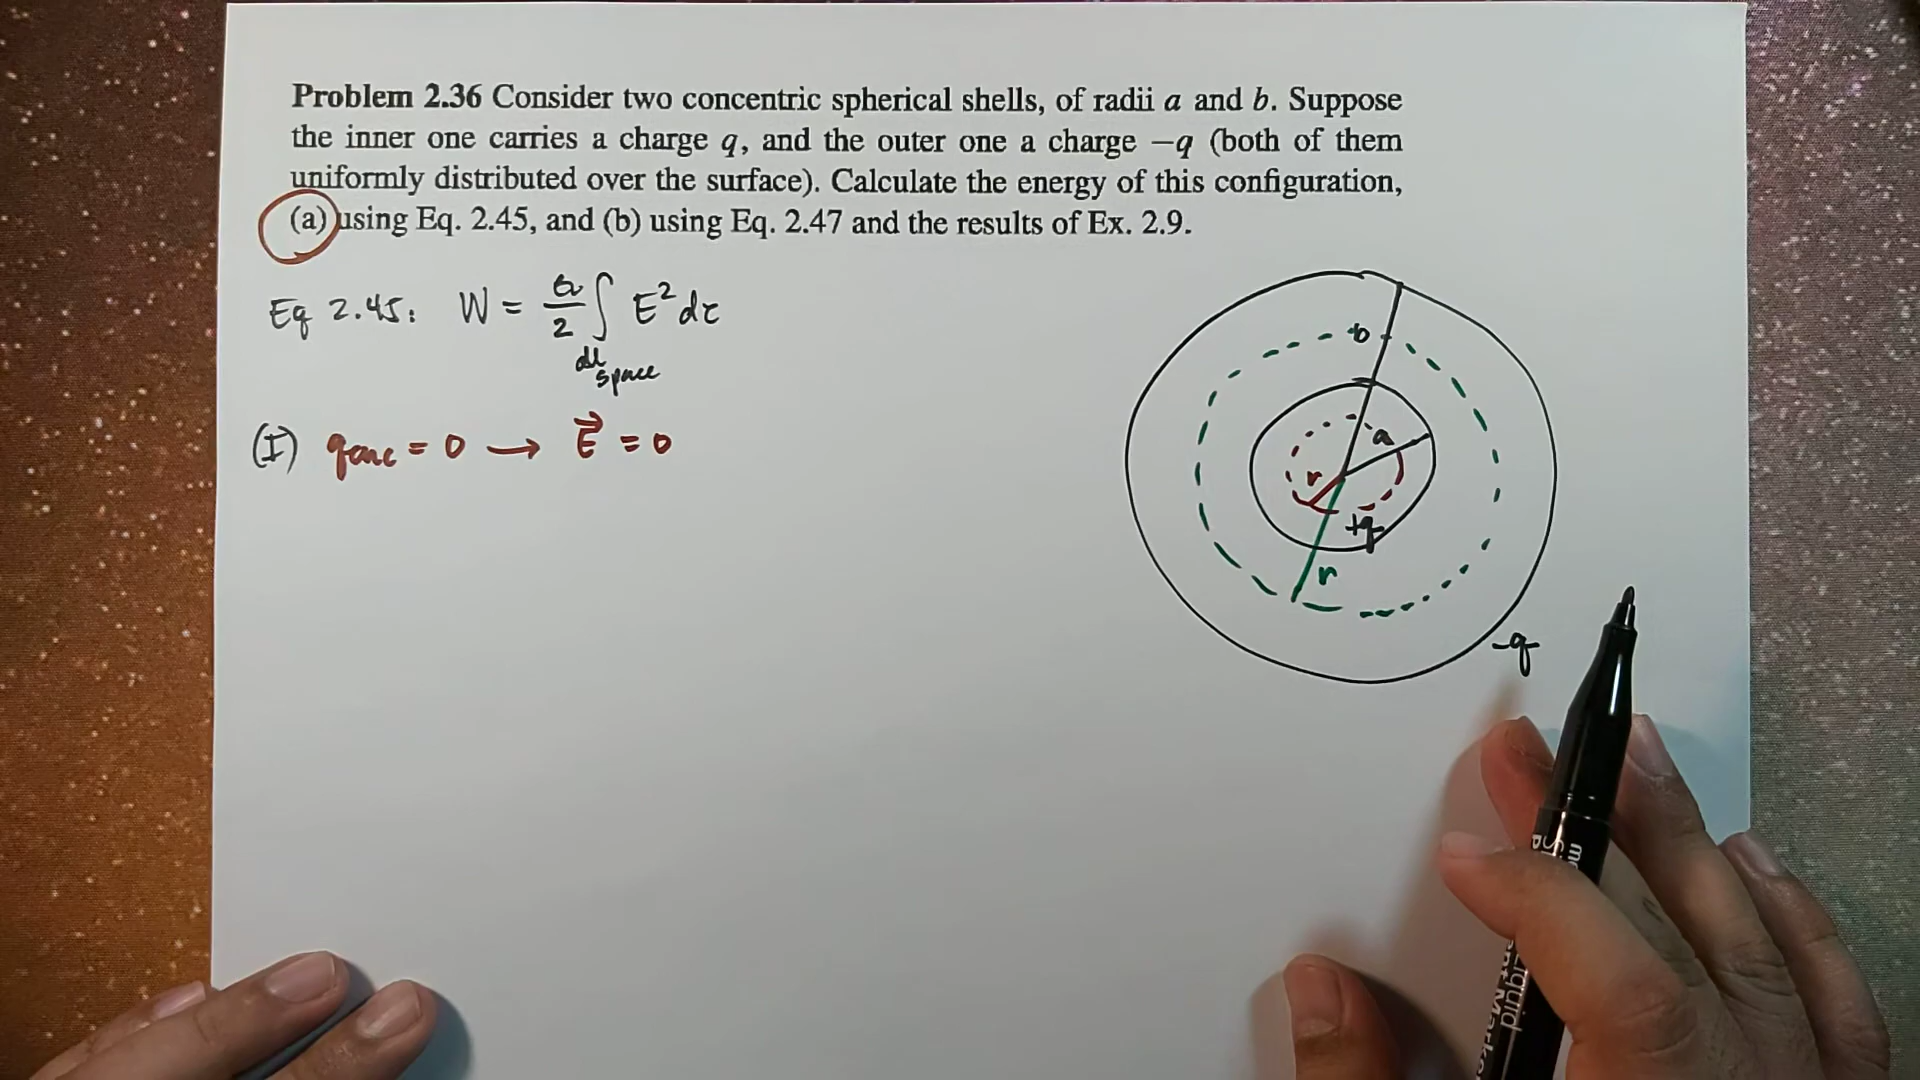 Problem 2.36 Consider two concentric spherical shells, of radii a and b. Suppose
the inner one carries a charge q, and the outer one a charge −q (both of them
uniformly distributed over the surface). Calculate the energy of this configuration,
(a) using Eq. 2.45, and (b) using Eq. 2.47 and the results of Ex. 2.9.
Eq 2.45: W = ε₀/2 ∫ E² dτ
all space
(I) qenc = 0 → E⃗ = 0
b
a
r
+q
r
-q
Liquid